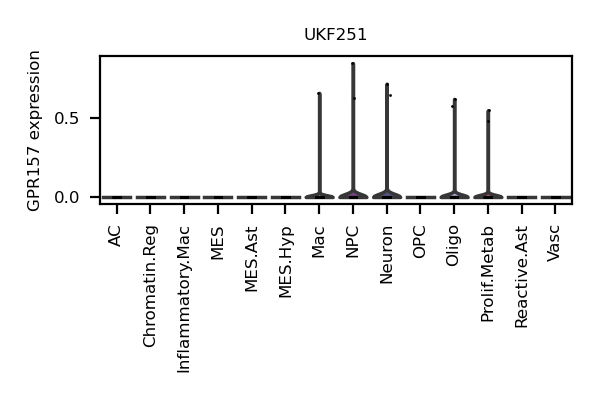 UKF251
GPR157 expression
0.5
0.0
AC
Chromatin.Reg
Inflammatory.Mac
MES
MES.Ast
MES.Hyp
Mac
NPC
Neuron
OPC
Oligo
Prolif.Metab
Reactive.Ast
Vasc